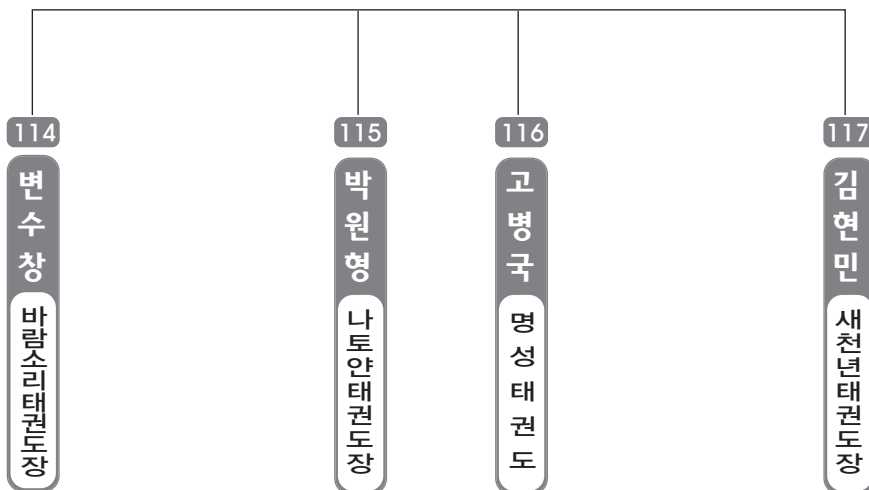 114
변수창
바람소리태권도장
115
박원형
나토얀태권도장
116
고병국
명성태권도
117
김현민
새천년태권도장